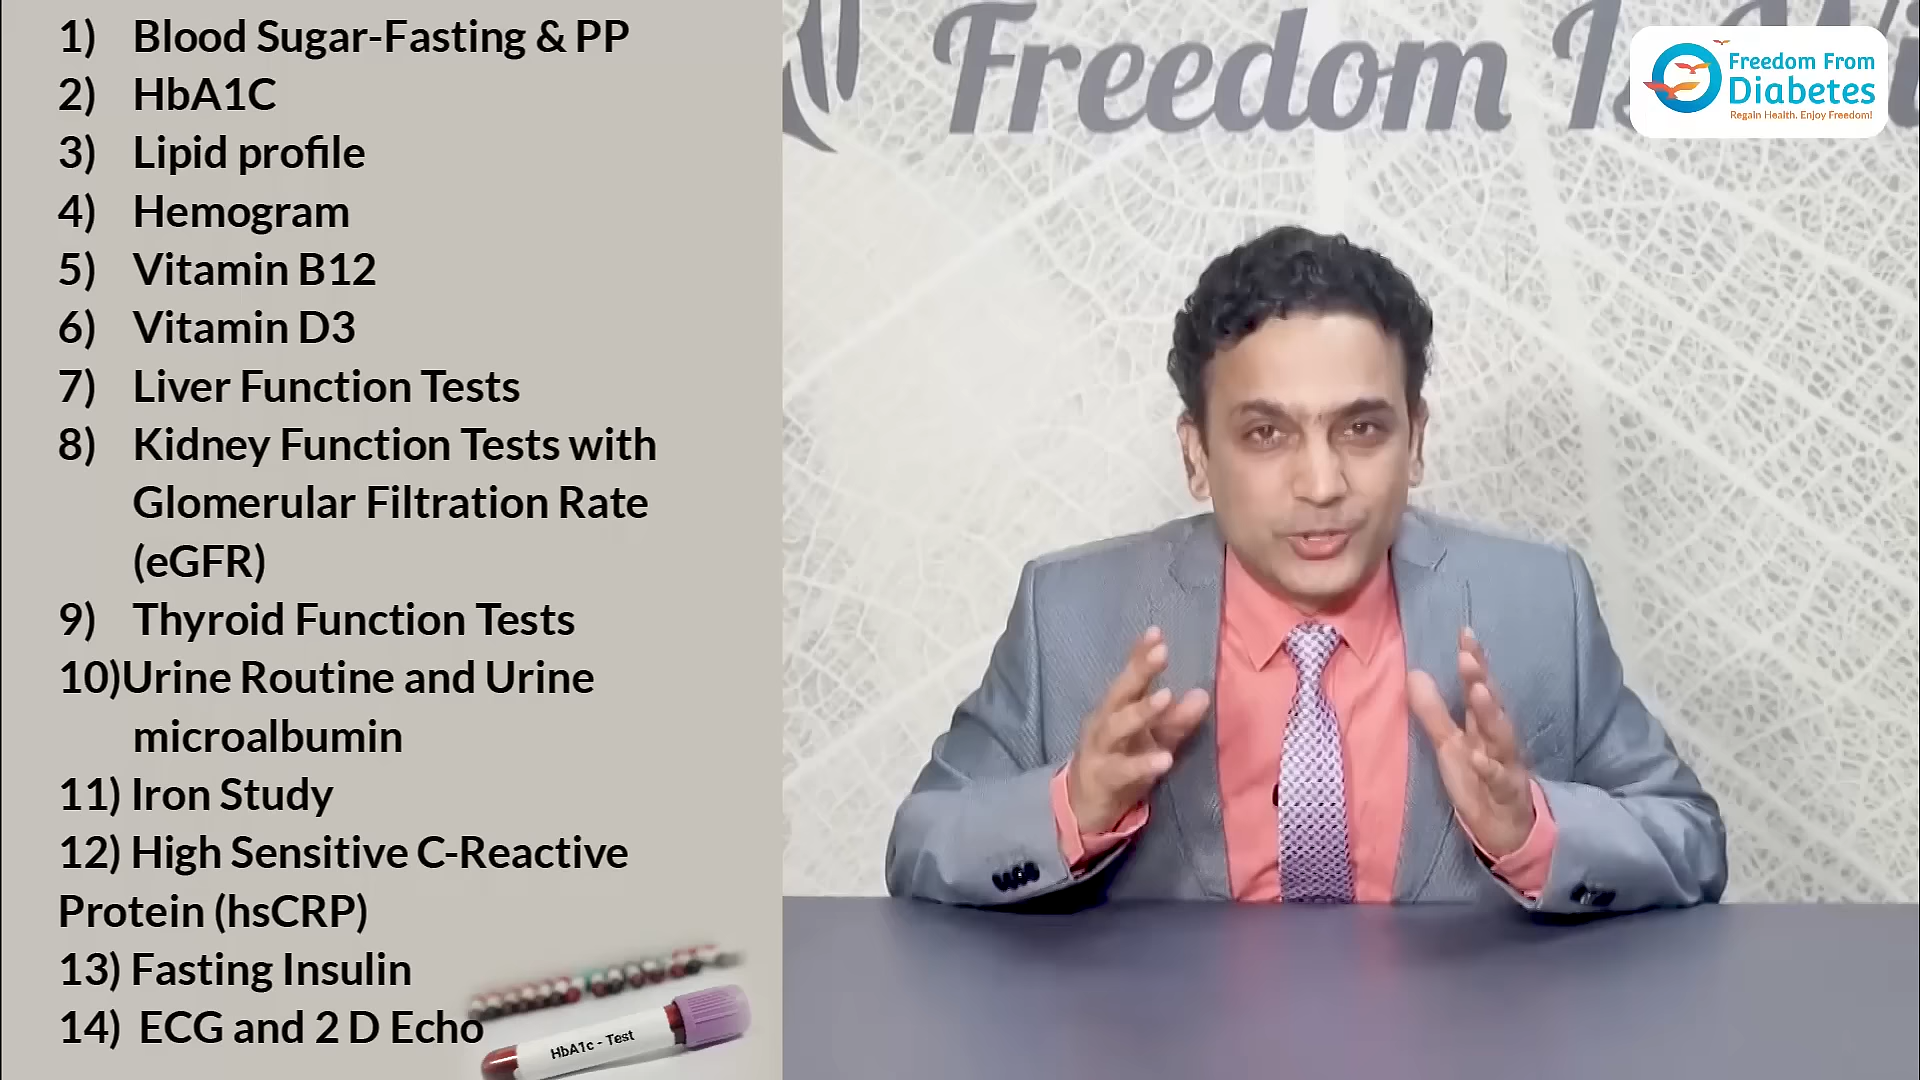 1) Blood Sugar-Fasting & PP
2) HbA1C
3) Lipid profile
4) Hemogram
5) Vitamin B12
6) Vitamin D3
7) Liver Function Tests
8) Kidney Function Tests with
Glomerular Filtration Rate
(eGFR)
9) Thyroid Function Tests
10)Urine Routine and Urine
microalbumin
11) Iron Study
12) High Sensitive C-Reactive
Protein (hsCRP)
13) Fasting Insulin
14) ECG and 2 D Echo
HbA1c - Test
Freedom
Freedom From
Diabetes
Regain Health. Enjoy Freedom!